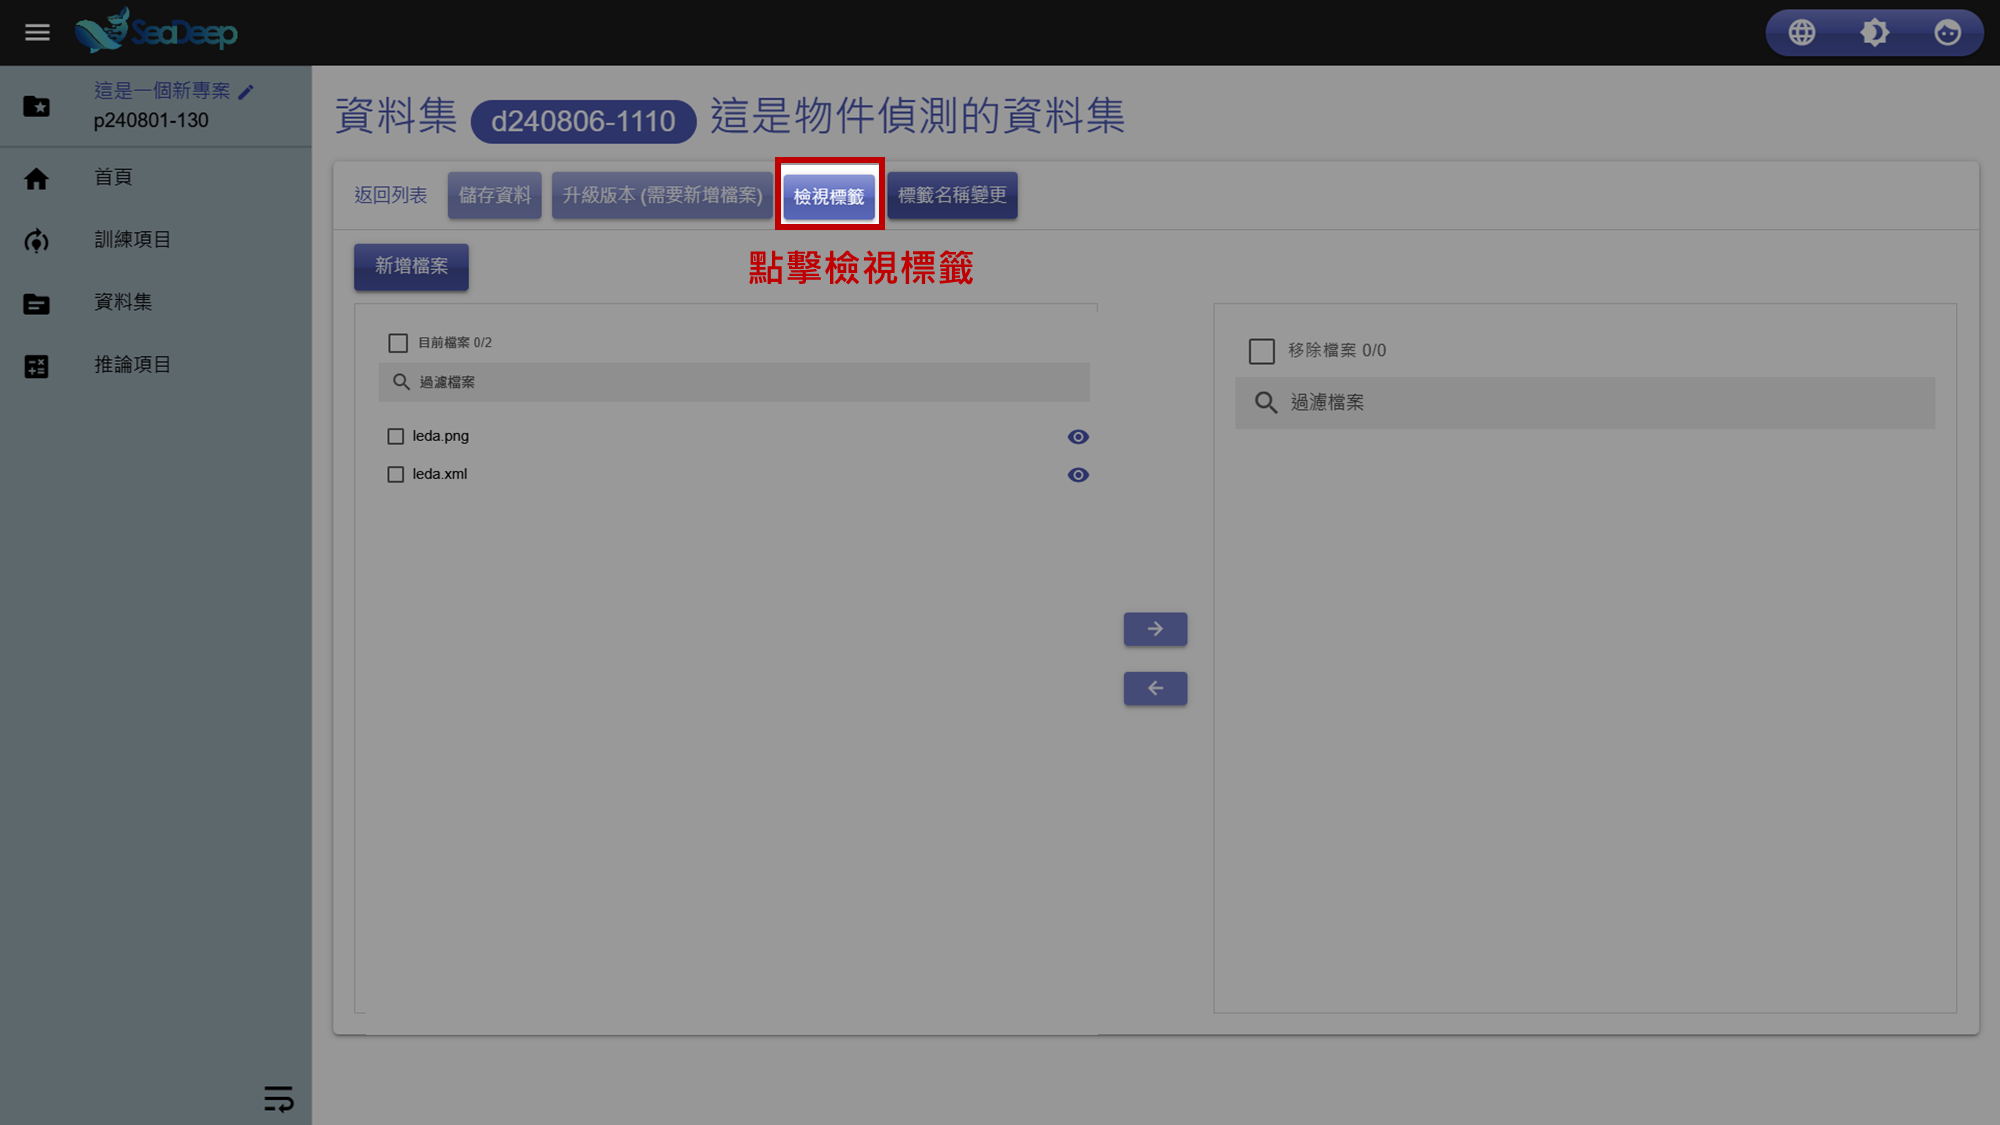 SeaDeep
這是一個新專案
p240801-130
首頁
訓練項目
資料集
推論項目
資料集 d240806-1110 這是物件偵測的資料集
返回列表 儲存資料 升級版本 (需要新增檔案) 檢視標籤 標籤名稱變更
新增檔案
點擊檢視標籤
目前檔案 0/2
過濾檔案
leda.png
leda.xml
移除檔案 0/0
過濾檔案